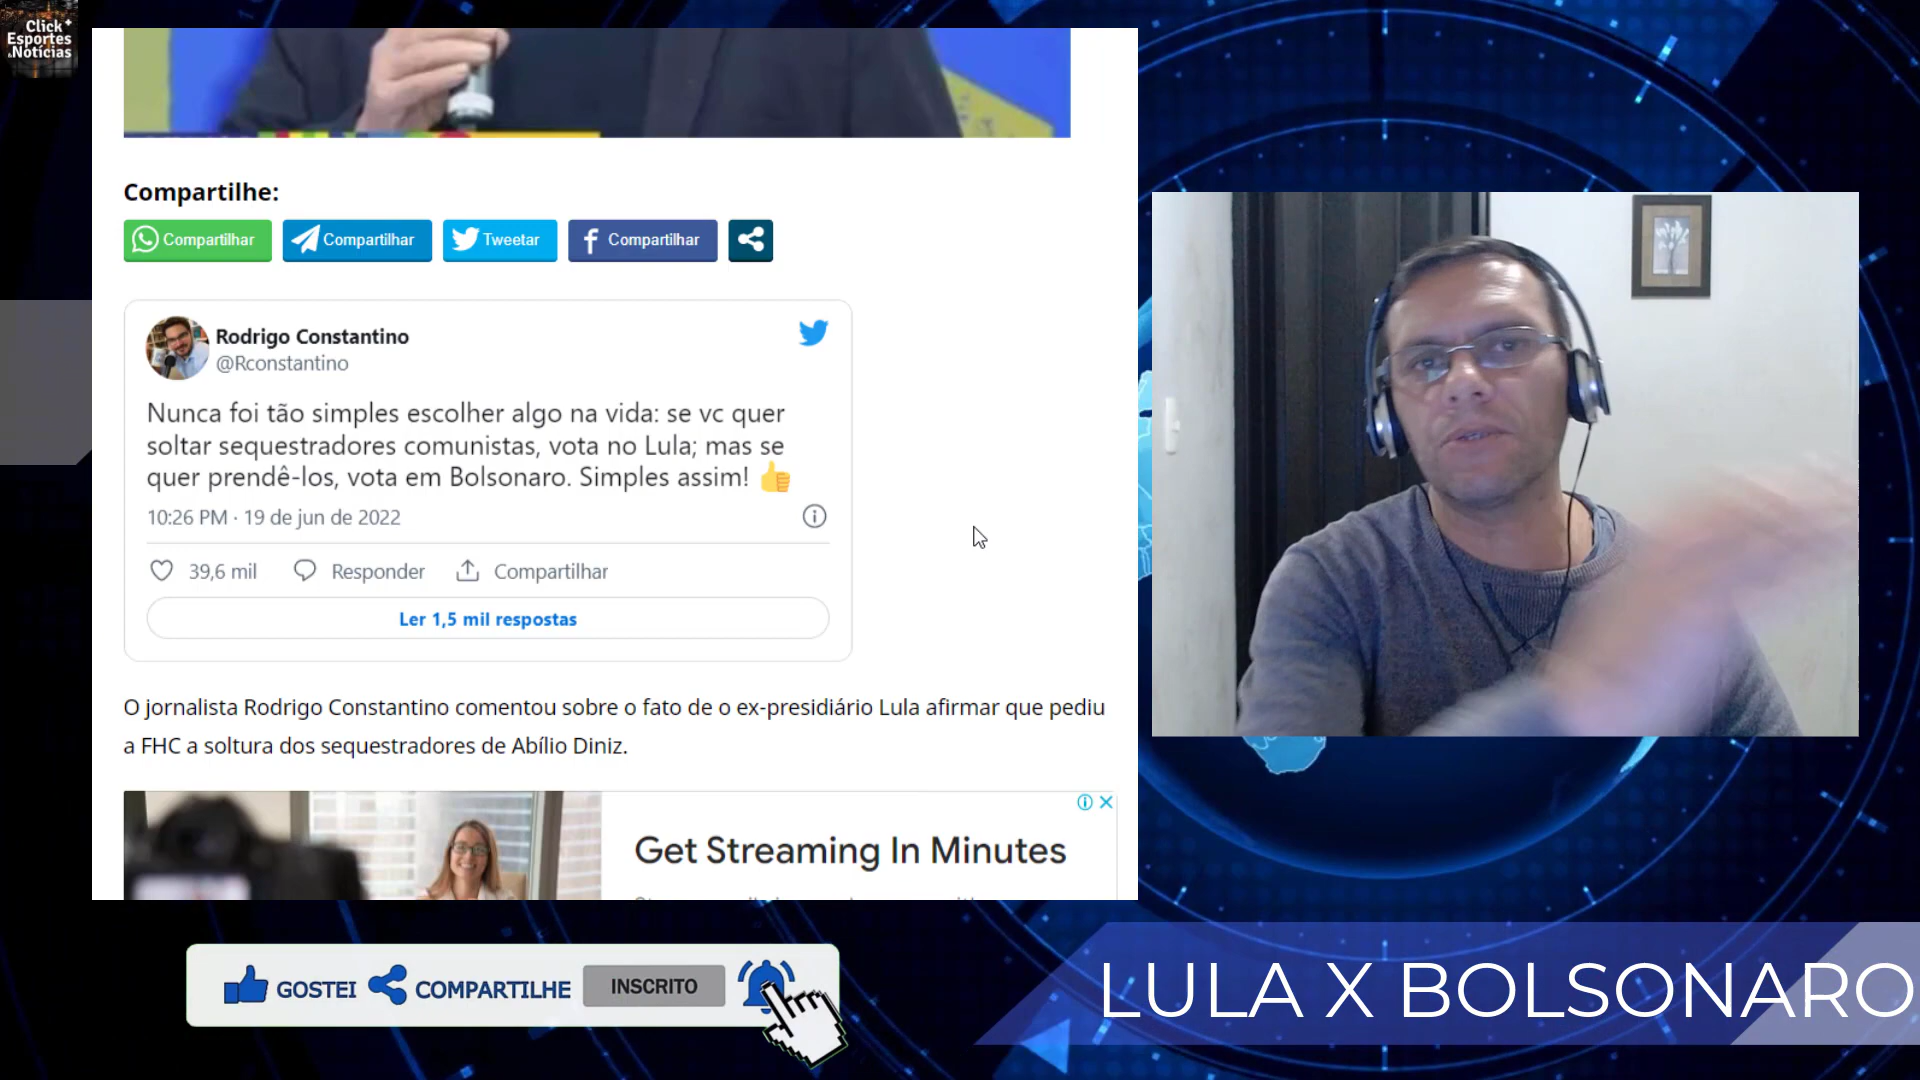 Click
Esportes
Notícias
Compartilhe:
Compartilhar
Compartilhar
Tweetar
Compartilhar
Rodrigo Constantino
@Rconstantino
Nunca foi tão simples escolher algo na vida: se vc quer
soltar sequestradores comunistas, vota no Lula; mas se
quer prendê-los, vota em Bolsonaro. Simples assim! 👍
10:26 PM · 19 de jun de 2022
39,6 mil
Responder
Compartilhar
Ler 1,5 mil respostas
O jornalista Rodrigo Constantino comentou sobre o fato de o ex-presidiário Lula afirmar que pediu
a FHC a soltura dos sequestradores de Abílio Diniz.
Get Streaming In Minutes
GOSTEI
COMPARTILHE
INSCRITO
LULA X BOLSONARO